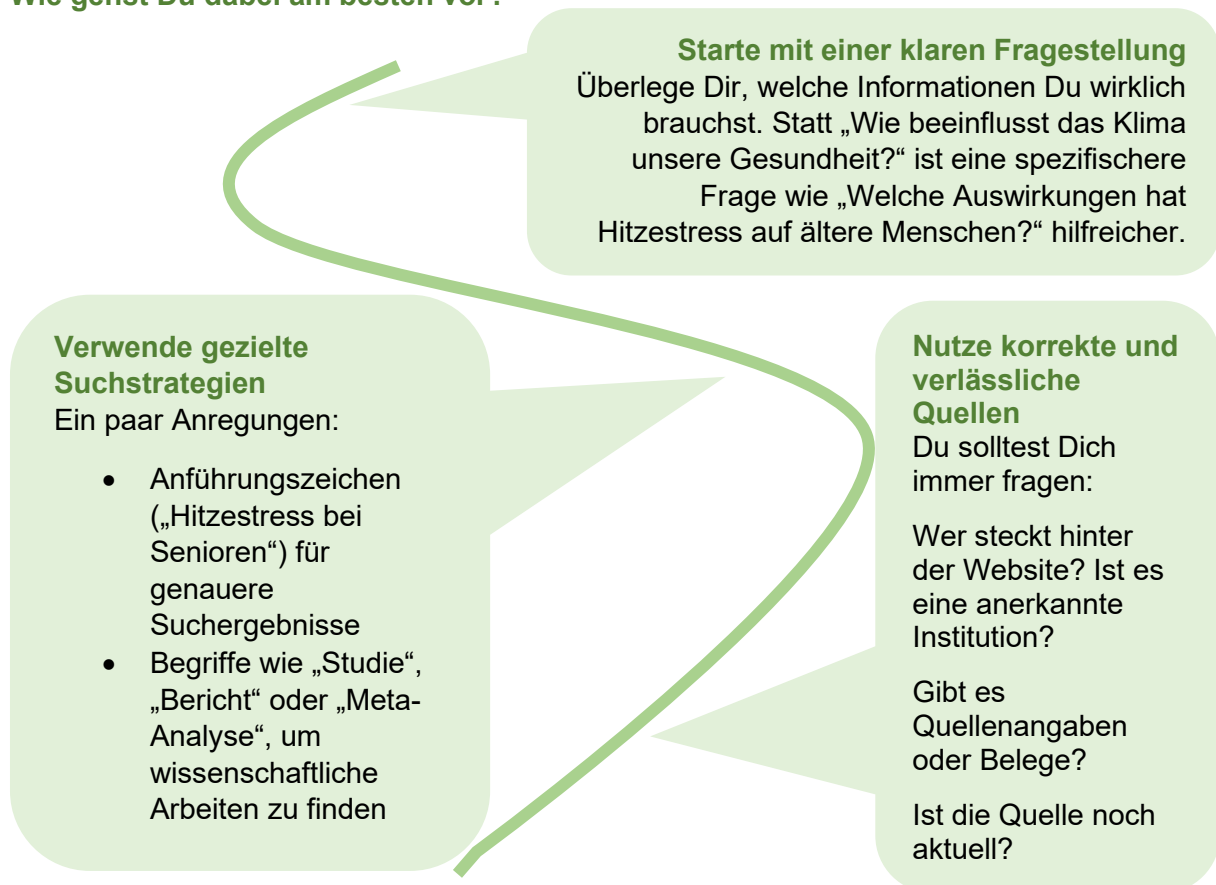 Wie gehst Du dabei am besten vor?
Starte mit einer klaren Fragestellung
Überlege Dir, welche Informationen Du wirklich
brauchst. Statt „Wie beeinflusst das Klima
unsere Gesundheit?“ ist eine spezifischere
Frage wie „Welche Auswirkungen hat
Hitzestress auf ältere Menschen?“ hilfreicher.
Verwende gezielte
Suchstrategien
Ein paar Anregungen:
• Anführungszeichen
(„Hitzestress bei
Senioren“) für
genauere
Suchergebnisse
• Begriffe wie „Studie“,
„Bericht“ oder „Meta-
Analyse“, um
wissenschaftliche
Arbeiten zu finden
Nutze korrekte und
verlässliche
Quellen
Du solltest Dich
immer fragen:
Wer steckt hinter
der Website? Ist es
eine anerkannte
Institution?
Gibt es
Quellenangaben
oder Belege?
Ist die Quelle noch
aktuell?